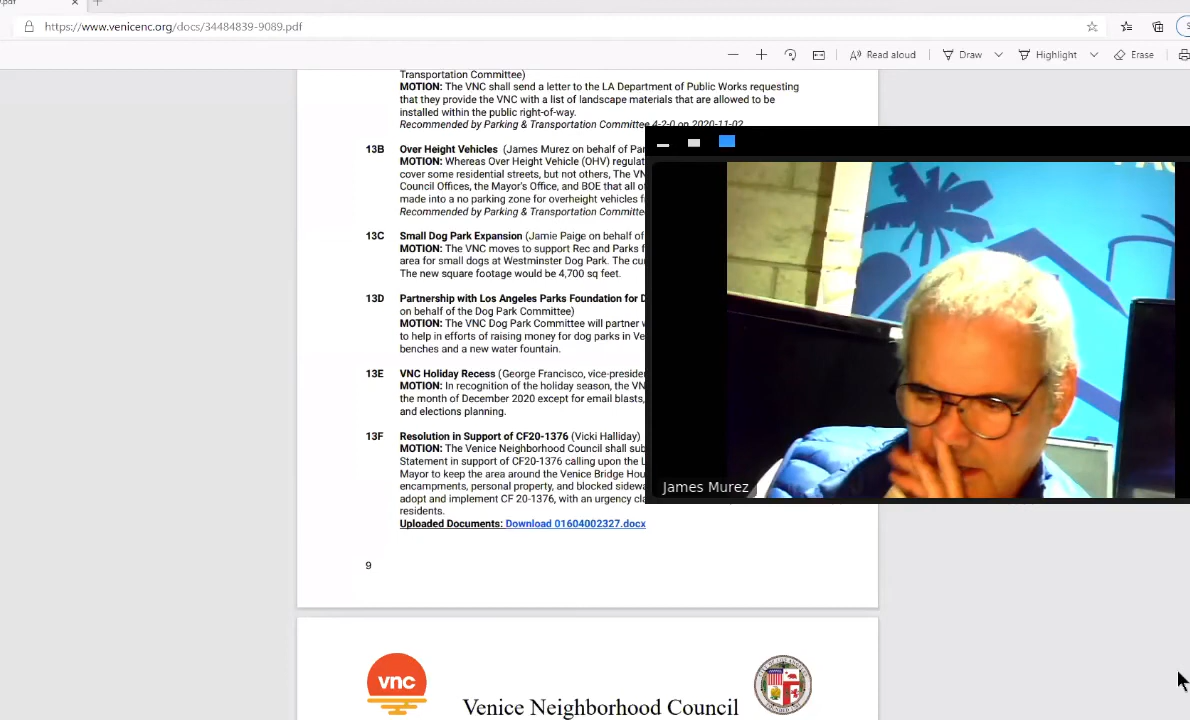 .pdf
https://www.venicenc.org/docs/34484839-9089.pdf
Read aloud
Draw
Highlight
Erase
Transportation Committee)
MOTION: The VNC shall send a letter to the LA Department of Public Works requesting
that they provide the VNC with a list of landscape materials that are allowed to be
installed within the public right-of-way.
Recommended by Parking & Transportation Committee 4-2-0 on 2020-11-02
13B Over Height Vehicles (James Murez on behalf of Par
MOTION: Whereas Over Height Vehicle (OHV) regulat
cover some residential streets, but not others, The VN
Council Offices, the Mayor's Office, and BOE that all of
made into a no parking zone for overheight vehicles f
Recommended by Parking & Transportation Committe
13C Small Dog Park Expansion (Jamie Paige on behalf of
MOTION: The VNC moves to support Rec and Parks f
area for small dogs at Westminster Dog Park. The cu
The new square footage would be 4,700 sq feet.
13D Partnership with Los Angeles Parks Foundation for D
on behalf of the Dog Park Committee)
MOTION: The VNC Dog Park Committee will partner w
to help in efforts of raising money for dog parks in Ve
benches and a new water fountain.
13E VNC Holiday Recess (George Francisco, vice-preside
MOTION: In recognition of the holiday season, the VN
the month of December 2020 except for email blasts,
and elections planning.
13F Resolution in Support of CF20-1376 (Vicki Halliday)
MOTION: The Venice Neighborhood Council shall sub
Statement in support of CF20-1376 calling upon the L
Mayor to keep the area around the Venice Bridge Hou
encampments, personal property, and blocked sidewa
adopt and implement CF 20-1376, with an urgency cla
residents.
Uploaded Documents: Download 01604002327.docx
9
James Murez
vnc
Venice Neighborhood Council